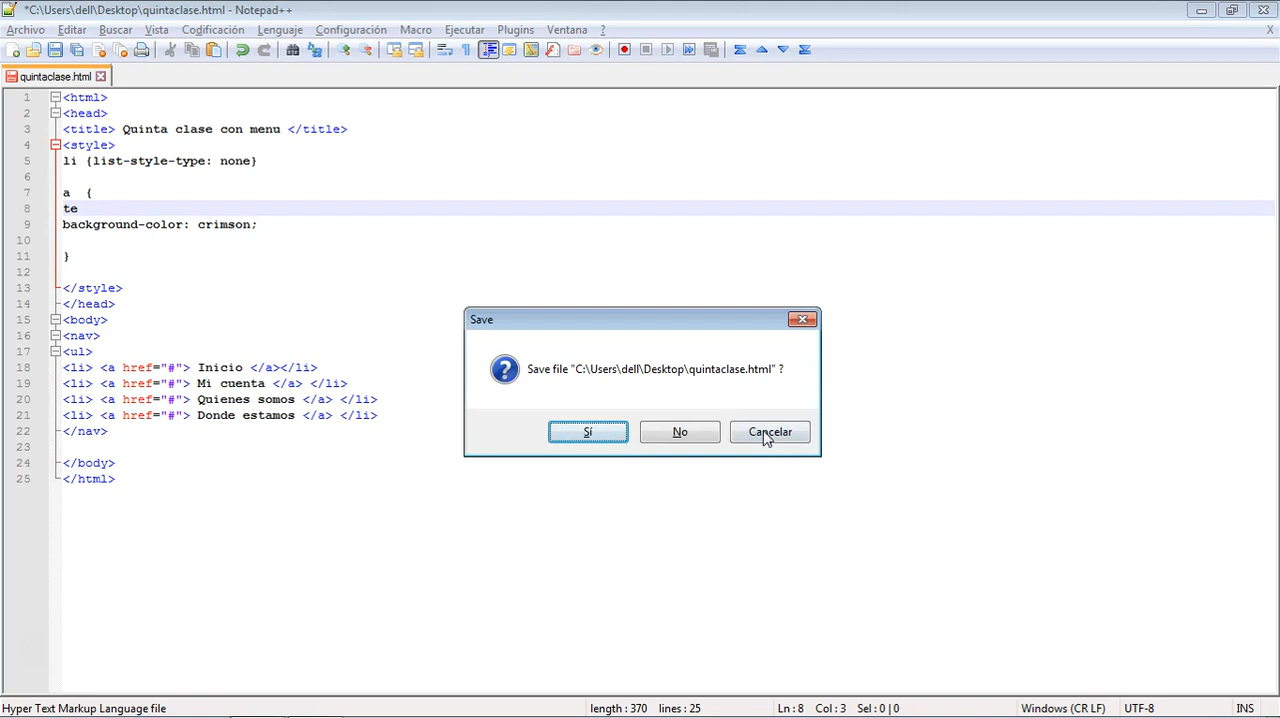 *C:\Users\dell\Desktop\quintaclase.html - Notepad++
Archivo Editar Buscar Vista Codificación Lenguaje Configuración Macro Ejecutar Plugins Ventana ? X
quintaclase.html
1 <html>
2 <head>
3 <title> Quinta clase con menu </title>
4 <style>
5 li {list-style-type: none}
6
7 a  {
8 te
9 background-color: crimson;
10
11 }
12
13 </style>
14 </head>
15 <body>
16 <nav>
17 <ul>
18 <li> <a href="#"> Inicio </a></li>
19 <li> <a href="#"> Mi cuenta </a> </li>
20 <li> <a href="#"> Quienes somos </a> </li>
21 <li> <a href="#"> Donde estamos </a> </li>
22 </nav>
23
24 </body>
25 </html>
Save
Save file "C:\Users\dell\Desktop\quintaclase.html" ?
Sí No Cancelar
Hyper Text Markup Language file length : 370 lines : 25 Ln : 8 Col : 3 Sel : 0 | 0 Windows (CR LF) UTF-8 INS